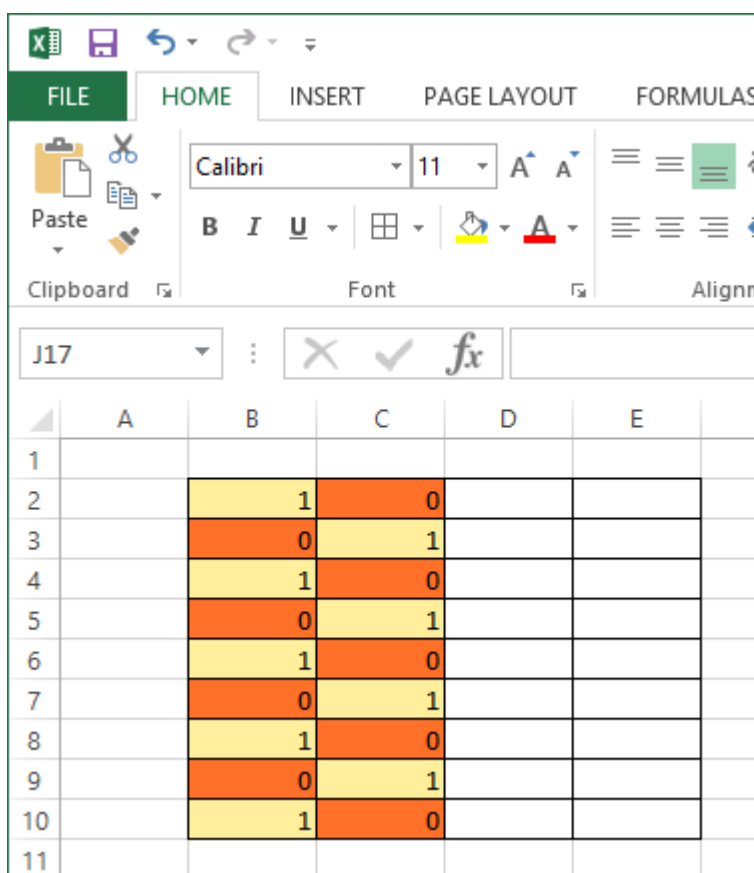 FILE HOME INSERT PAGE LAYOUT FORMULAS
Calibri 11 A A
Paste B I U A
Clipboard Font Alignm
J17 fx
A B C D E
1
2 1 0
3 0 1
4 1 0
5 0 1
6 1 0
7 0 1
8 1 0
9 0 1
10 1 0
11